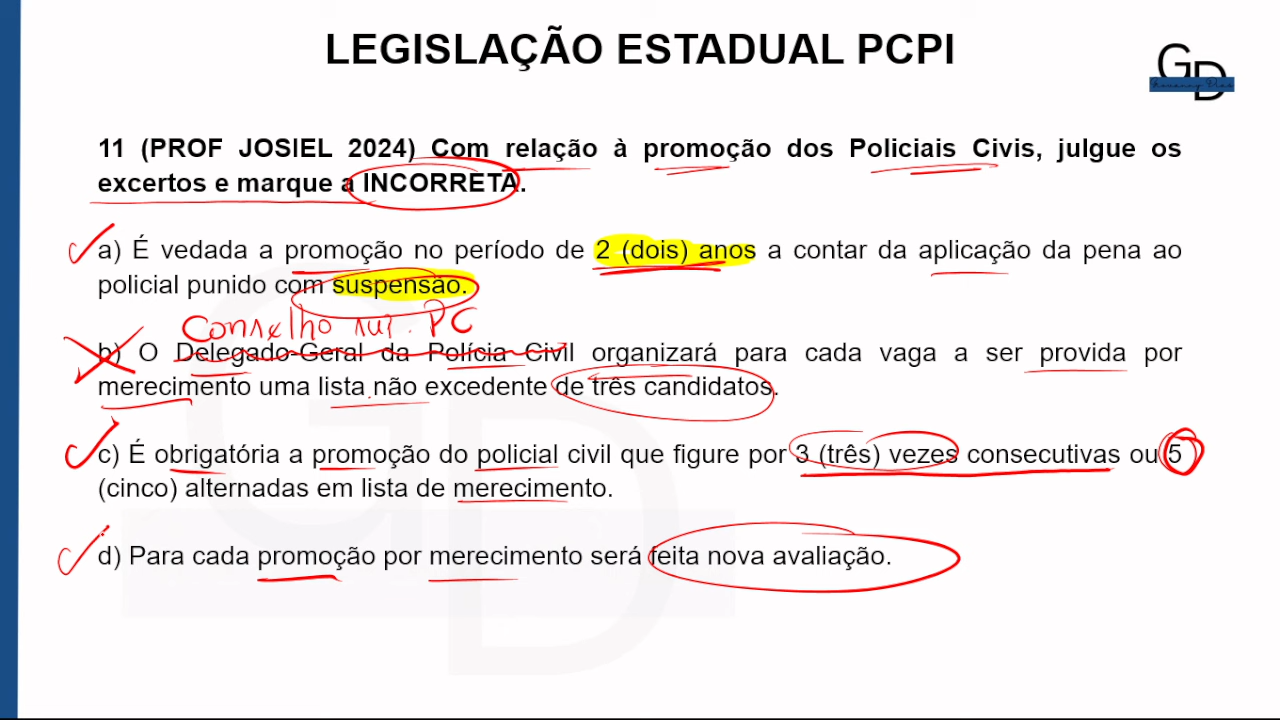 LEGISLAÇÃO ESTADUAL PCPI
GD
11 (PROF JOSIEL 2024) Com relação à promoção dos Policiais Civis, julgue os
excertos e marque a INCORRETA.
a) É vedada a promoção no período de 2 (dois) anos a contar da aplicação da pena ao
policial punido com suspensão.
Conselho sup. PC
b) O Delegado-Geral da Polícia Civil organizará para cada vaga a ser provida por
merecimento uma lista não excedente de três candidatos.
c) É obrigatória a promoção do policial civil que figure por 3 (três) vezes consecutivas ou 5
(cinco) alternadas em lista de merecimento.
d) Para cada promoção por merecimento será feita nova avaliação.